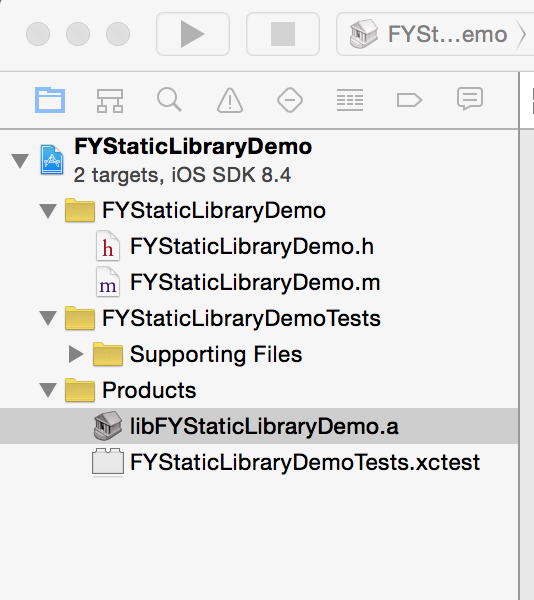 FYSt...emo
FYStaticLibraryDemo
2 targets, iOS SDK 8.4
FYStaticLibraryDemo
h FYStaticLibraryDemo.h
m FYStaticLibraryDemo.m
FYStaticLibraryDemoTests
Supporting Files
Products
libFYStaticLibraryDemo.a
FYStaticLibraryDemoTests.xctest